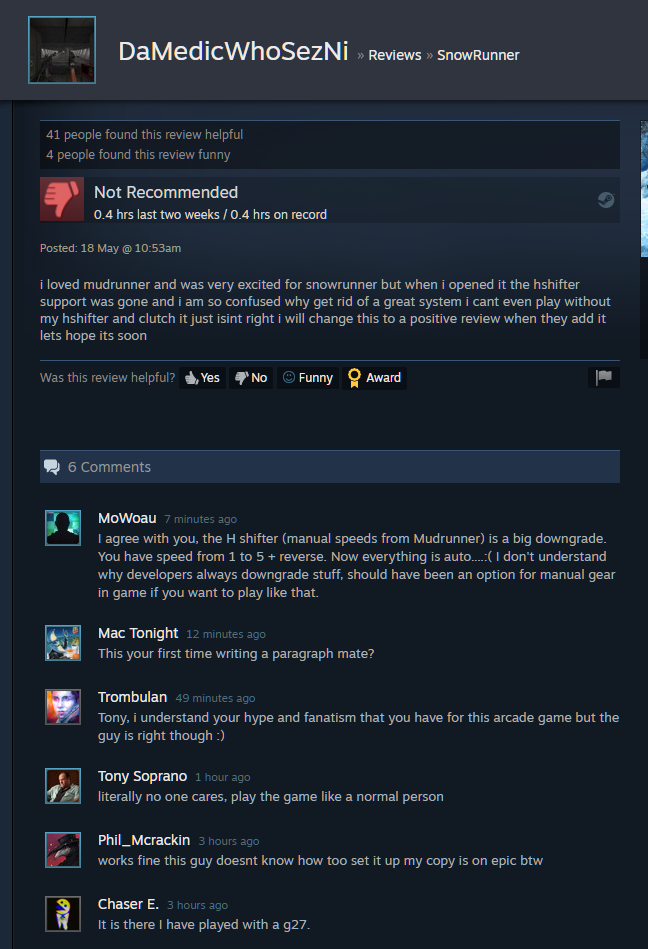 DaMedicWhoSezNi » Reviews » SnowRunner
41 people found this review helpful
4 people found this review funny
Not Recommended
0.4 hrs last two weeks / 0.4 hrs on record
Posted: 18 May @ 10:53am
i loved mudrunner and was very excited for snowrunner but when i opened it the hshifter
support was gone and i am so confused why get rid of a great system i cant even play without
my hshifter and clutch it just isint right i will change this to a positive review when they add it
lets hope its soon
Was this review helpful? Yes No Funny Award
6 Comments
MoWoau 7 minutes ago
I agree with you, the H shifter (manual speeds from Mudrunner) is a big downgrade.
You have speed from 1 to 5 + reverse. Now everything is auto....:( I don't understand
why developers always downgrade stuff, should have been an option for manual gear
in game if you want to play like that.
Mac Tonight 12 minutes ago
This your first time writing a paragraph mate?
Trombulan 49 minutes ago
Tony, i understand your hype and fanatism that you have for this arcade game but the
guy is right though :)
Tony Soprano 1 hour ago
literally no one cares, play the game like a normal person
Phil_Mcrackin 3 hours ago
works fine this guy doesnt know how too set it up my copy is on epic btw
Chaser E. 3 hours ago
It is there I have played with a g27.